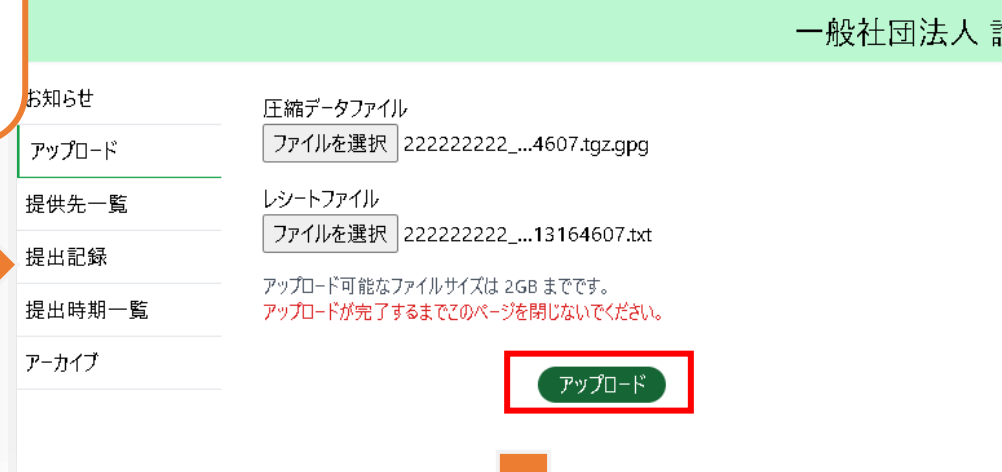 一般社団法人
お知らせ
アップロード
提供先一覧
提出記録
提出時期一覧
アーカイブ
圧縮データファイル
ファイルを選択 222222222_...4607.tgz.gpg
レシートファイル
ファイルを選択 222222222_...13164607.txt
アップロード可能なファイルサイズは 2GB までです。
アップロードが完了するまでこのページを閉じないでください。
アップロード